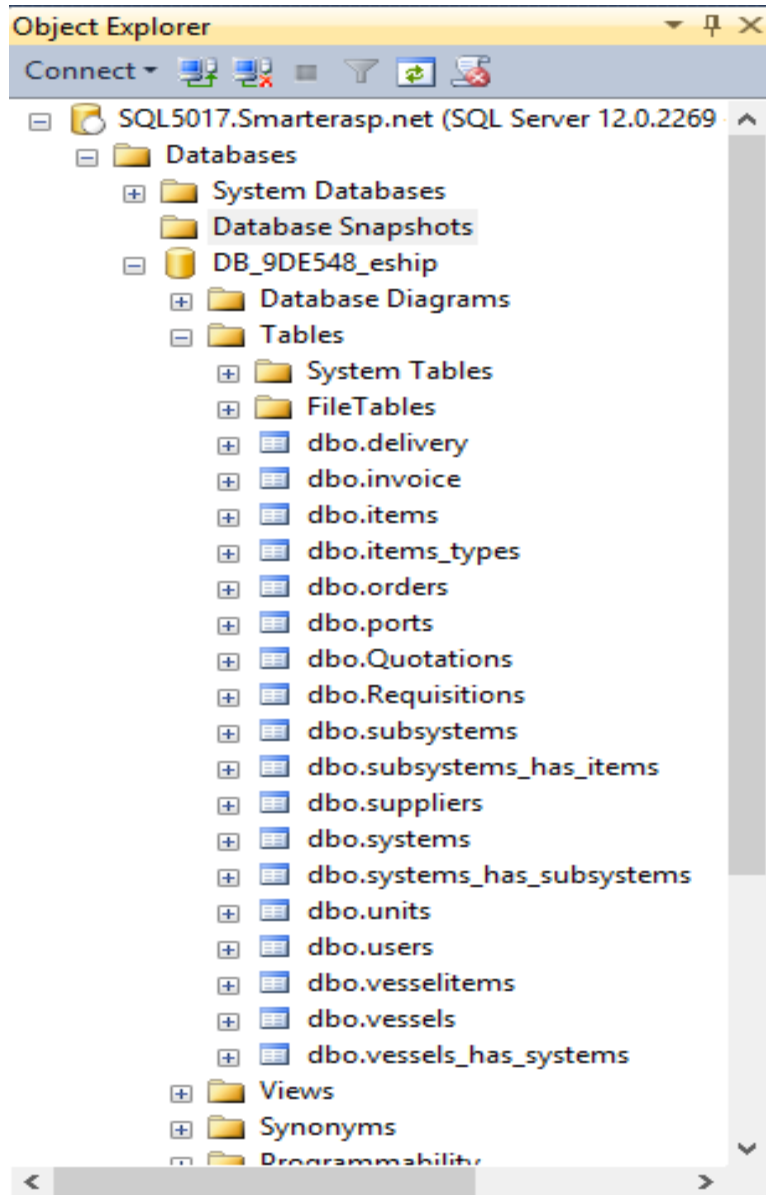 Object Explorer
Connect
SQL5017.Smarterasp.net (SQL Server 12.0.2269
Databases
System Databases
Database Snapshots
DB_9DE548_eship
Database Diagrams
Tables
System Tables
FileTables
dbo.delivery
dbo.invoice
dbo.items
dbo.items_types
dbo.orders
dbo.ports
dbo.Quotations
dbo.Requisitions
dbo.subsystems
dbo.subsystems_has_items
dbo.suppliers
dbo.systems
dbo.systems_has_subsystems
dbo.units
dbo.users
dbo.vesselitems
dbo.vessels
dbo.vessels_has_systems
Views
Synonyms
Programmability